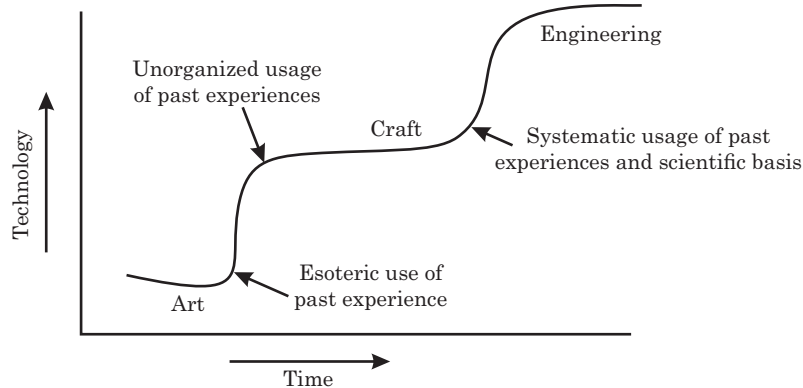 Engineering
Unorganized usage
of past experiences
Craft
Systematic usage of past
experiences and scientific basis
Technology
Esoteric use of
past experience
Art
Time